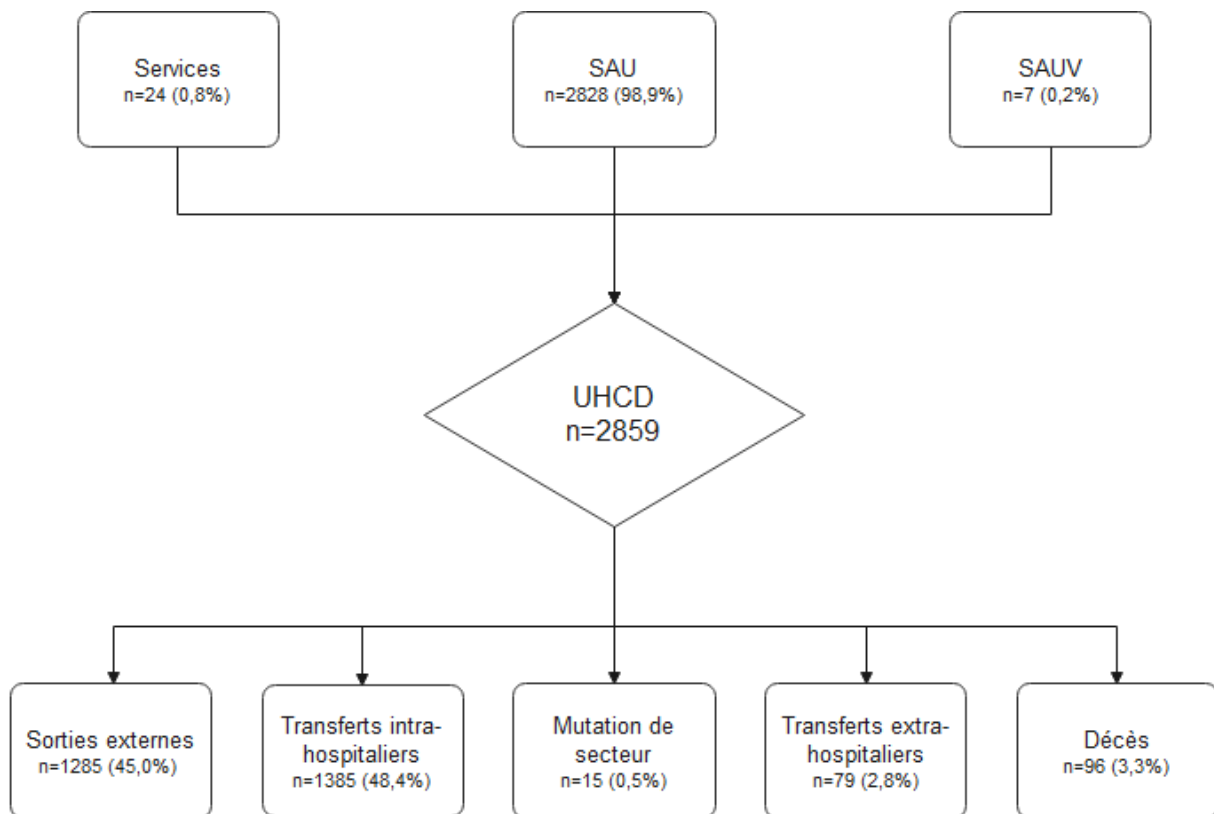 Services
n=24 (0,8%)
SAU
n=2828 (98,9%)
SAUV
n=7 (0,2%)
UHCD
n=2859
Sorties externes
n=1285 (45,0%)
Transferts intra-
hospitaliers
n=1385 (48,4%)
Mutation de
secteur
n=15 (0,5%)
Transferts extra-
hospitaliers
n=79 (2,8%)
Décès
n=96 (3,3%)